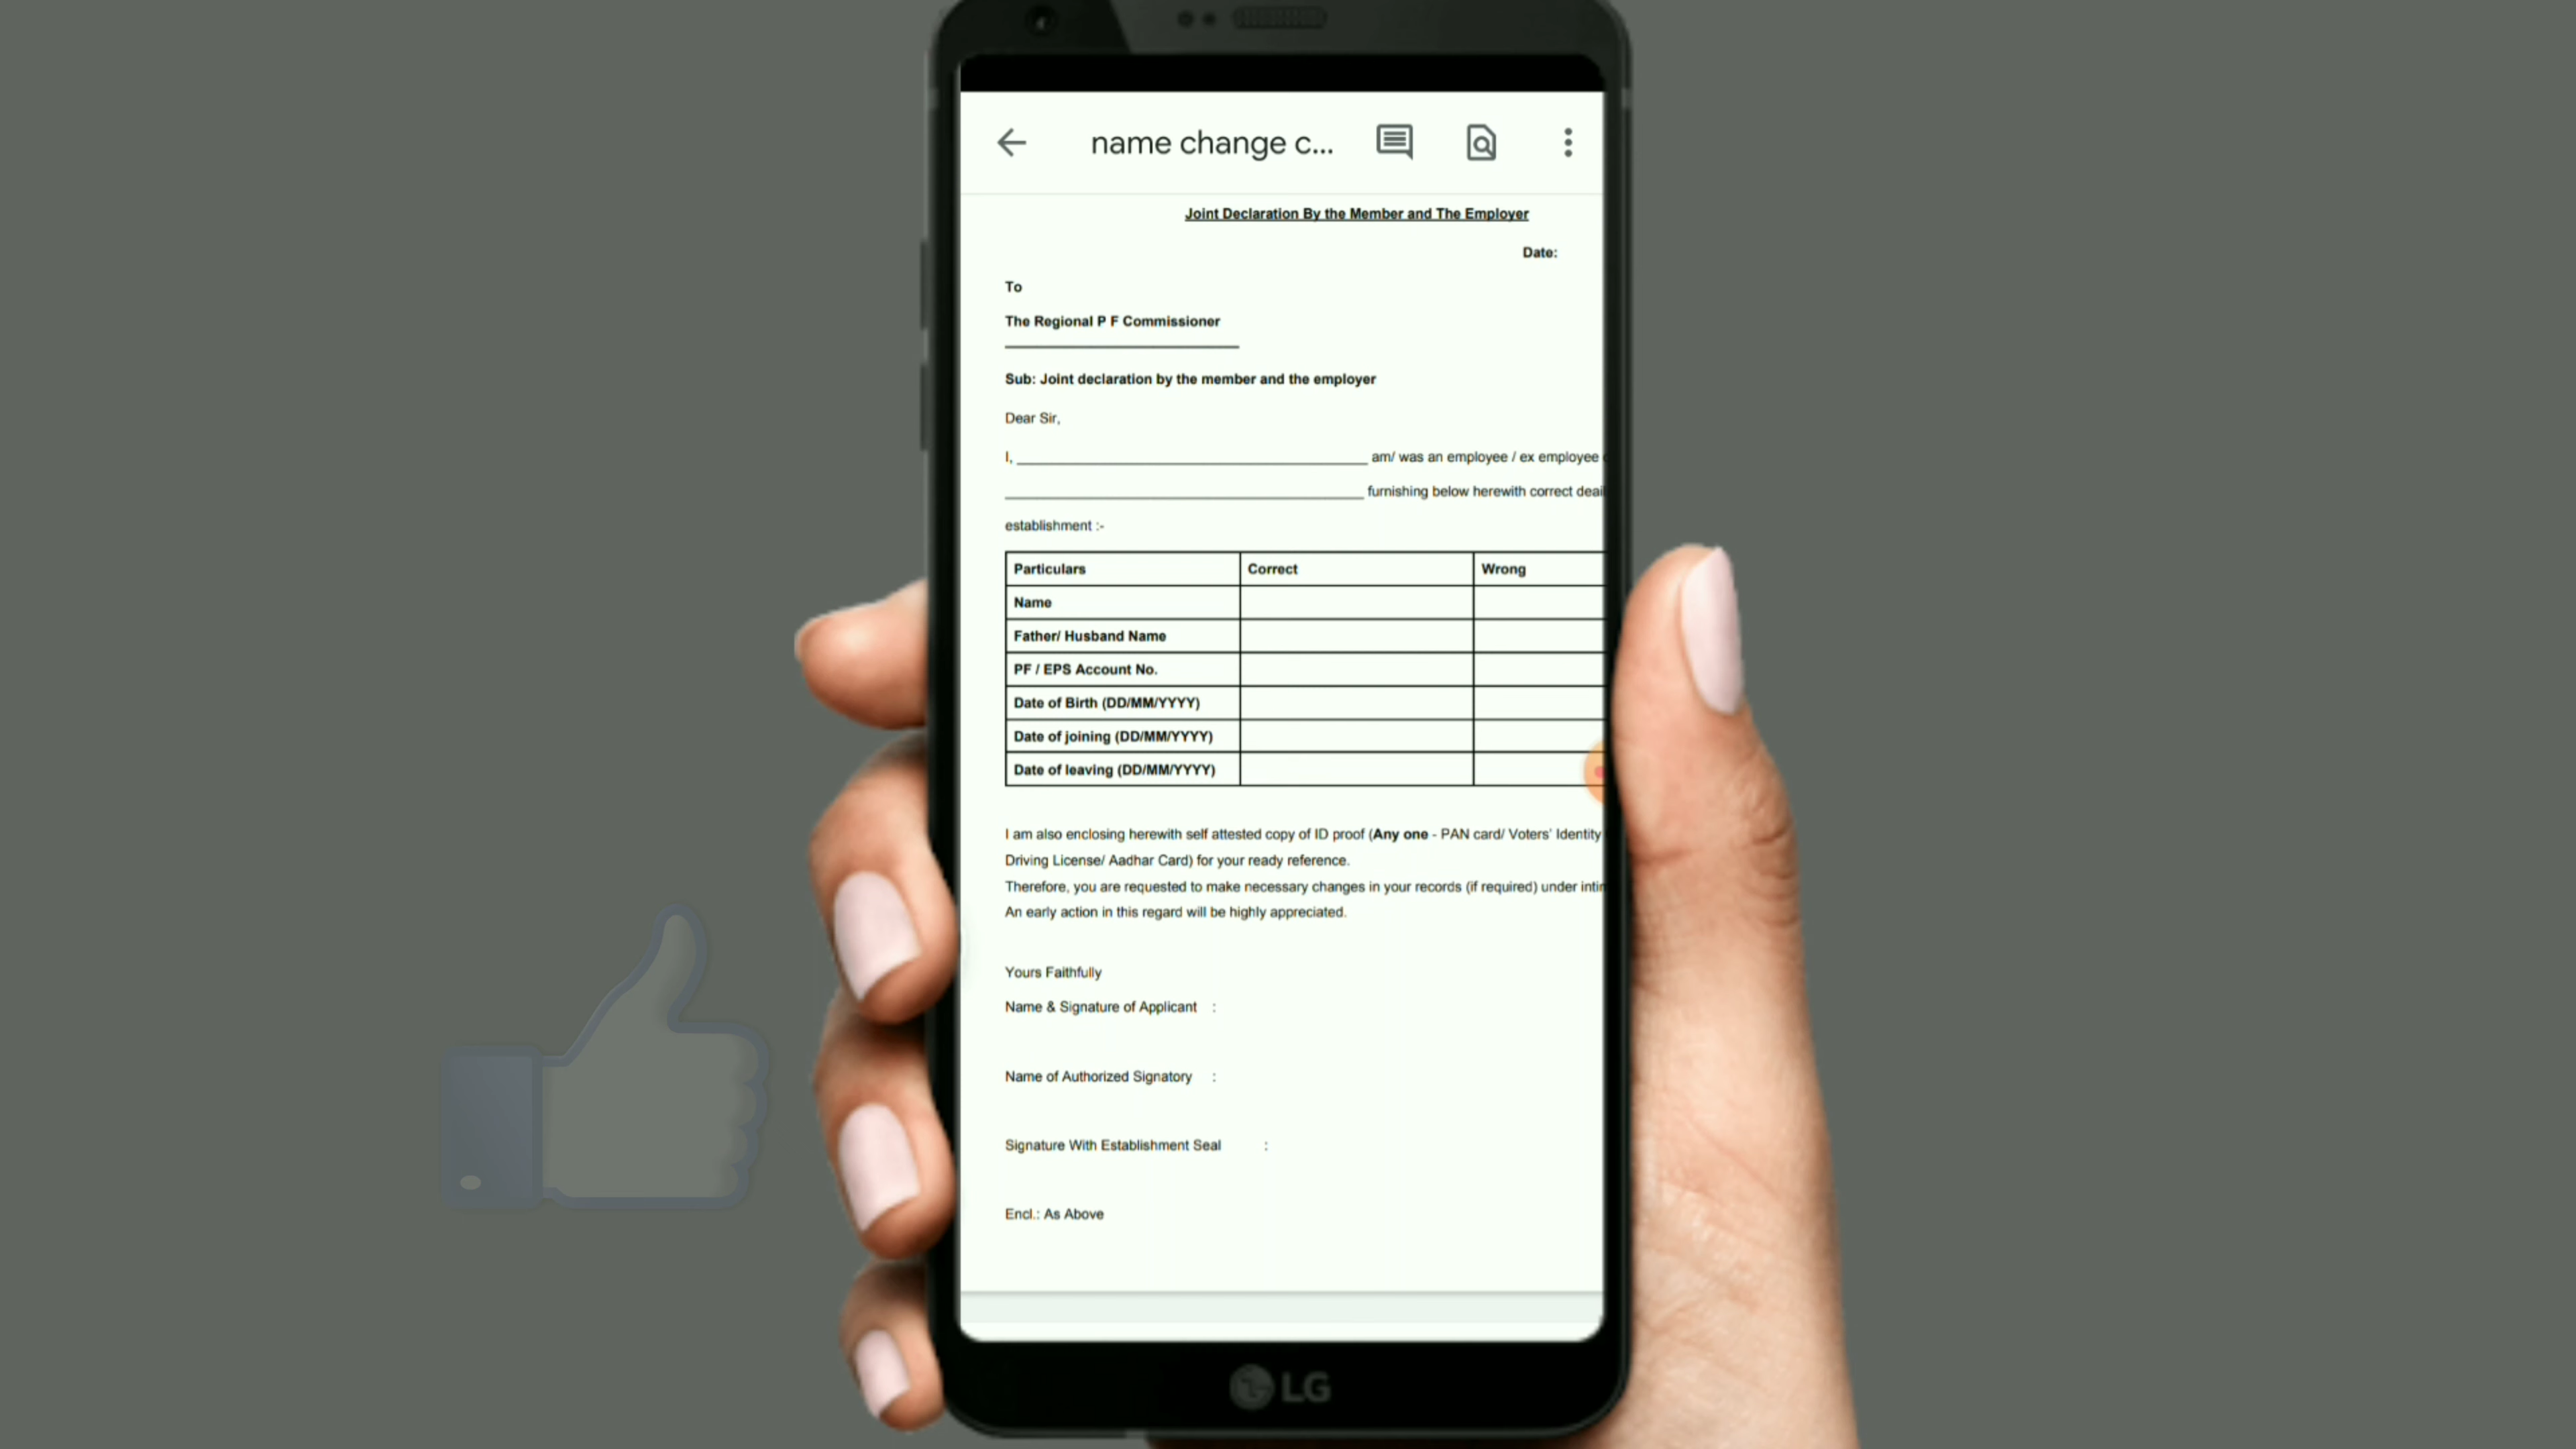 name change c...
Joint Declaration By the Member and The Employer
Date:
To
The Regional P F Commissioner
Sub: Joint declaration by the member and the employer
Dear Sir,
I, ________________ am/ was an employee / ex employee
________________ furnishing below herewith correct deail
establishment :-
Particulars Correct Wrong
Name
Father/ Husband Name
PF / EPS Account No.
Date of Birth (DD/MM/YYYY)
Date of joining (DD/MM/YYYY)
Date of leaving (DD/MM/YYYY)
I am also enclosing herewith self attested copy of ID proof (Any one - PAN card/ Voters' Identity
Driving License/ Aadhar Card) for your ready reference.
Therefore, you are requested to make necessary changes in your records (if required) under
An early action in this regard will be highly appreciated.
Yours Faithfully
Name & Signature of Applicant :
Name of Authorized Signatory :
Signature With Establishment Seal :
Encl.: As Above
LG